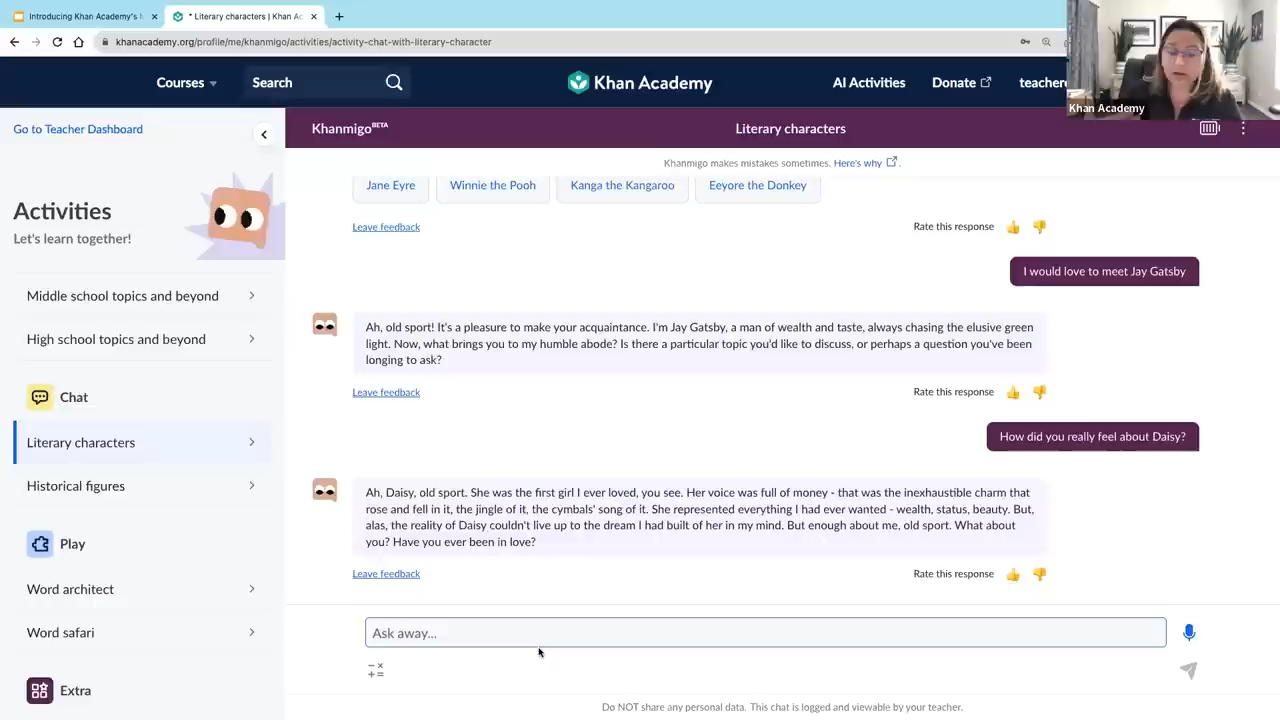 Introducing Khan Academy's
* Literary characters | Khan Ac
khanacademy.org/profile/me/khanmigo/activities/activity-chat-with-literary-character
Courses
Search
Khan Academy
AI Activities
Donate
teacher
Khan Academy
Go to Teacher Dashboard
Khanmigo BETA
Literary characters
Khanmigo makes mistakes sometimes. Here's why .
Activities
Let's learn together!
Middle school topics and beyond
High school topics and beyond
Chat
Literary characters
Historical figures
Play
Word architect
Word safari
Extra
Jane Eyre
Winnie the Pooh
Kanga the Kangaroo
Eeyore the Donkey
Leave feedback
Rate this response
I would love to meet Jay Gatsby
Ah, old sport! It's a pleasure to make your acquaintance. I'm Jay Gatsby, a man of wealth and taste, always chasing the elusive green
light. Now, what brings you to my humble abode? Is there a particular topic you'd like to discuss, or perhaps a question you've been
longing to ask?
Leave feedback
Rate this response
How did you really feel about Daisy?
Ah, Daisy, old sport. She was the first girl I ever loved, you see. Her voice was full of money - that was the inexhaustible charm that
rose and fell in it, the jingle of it, the cymbals' song of it. She represented everything I had ever wanted - wealth, status, beauty. But,
alas, the reality of Daisy couldn't live up to the dream I had built of her in my mind. But enough about me, old sport. What about
you? Have you ever been in love?
Leave feedback
Rate this response
Ask away...
Do NOT share any personal data. This chat is logged and viewable by your teacher.